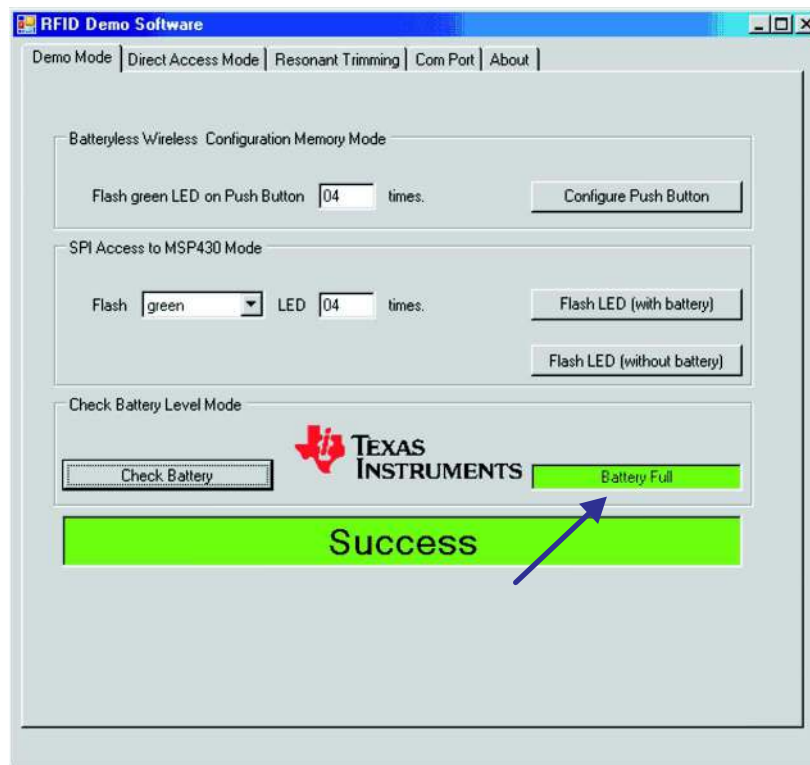 RFID Demo Software
Demo Mode Direct Access Mode Resonant Trimming Com Port About
Batteryless Wireless Configuration Memory Mode
Flash green LED on Push Button 04 times. Configure Push Button
SPI Access to MSP430 Mode
Flash green LED 04 times. Flash LED (with battery)
Flash LED (without battery)
Check Battery Level Mode
TEXAS
INSTRUMENTS
Check Battery Battery Full
Success